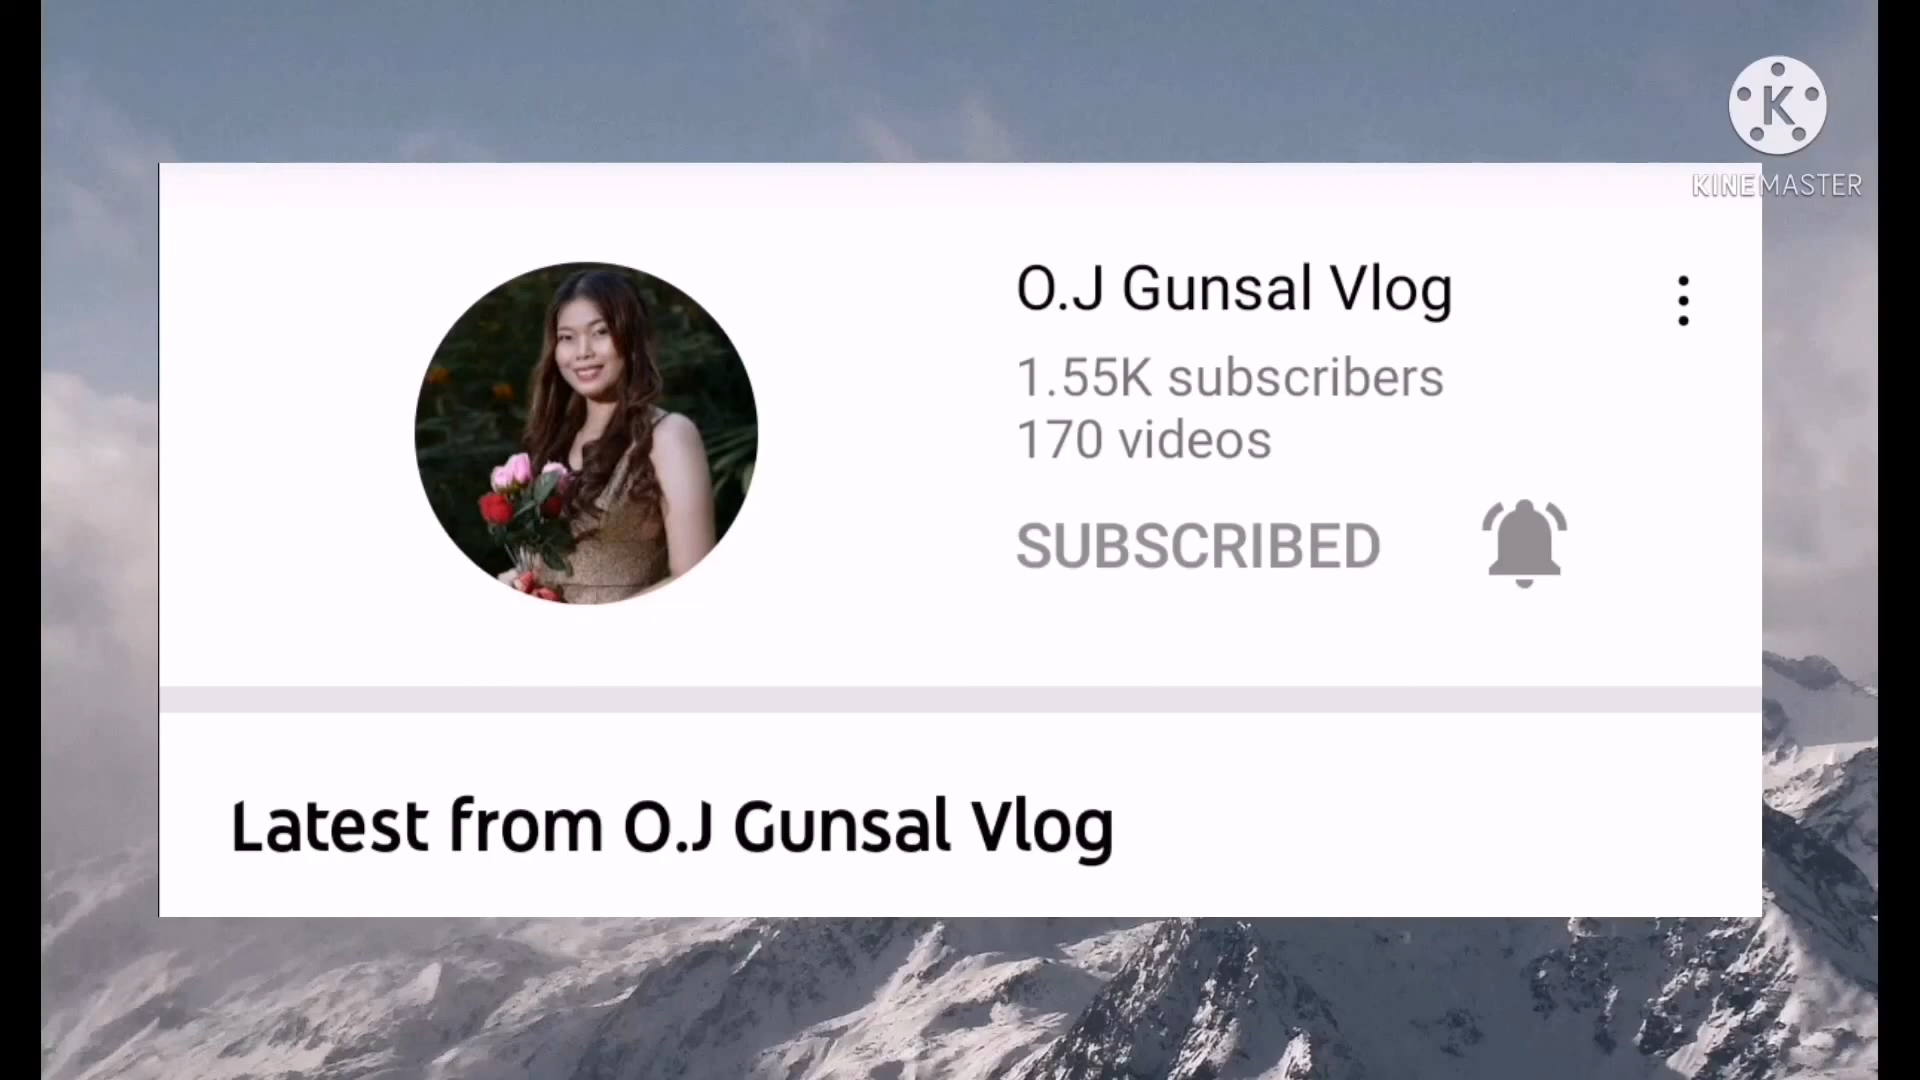 K
KINEMASTER
O.J Gunsal Vlog
1.55K subscribers
170 videos
SUBSCRIBED
Latest from O.J Gunsal Vlog